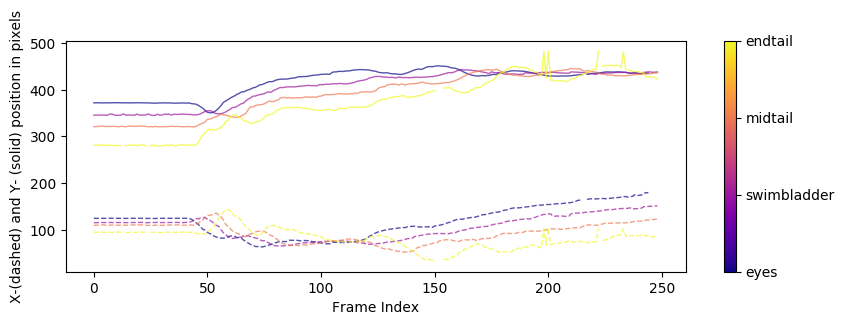 X-(dashed) and Y- (solid) position in pixels
500
400
300
200
100
0
50
100
150
200
250
Frame Index
endtail
midtail
swimbladder
eyes